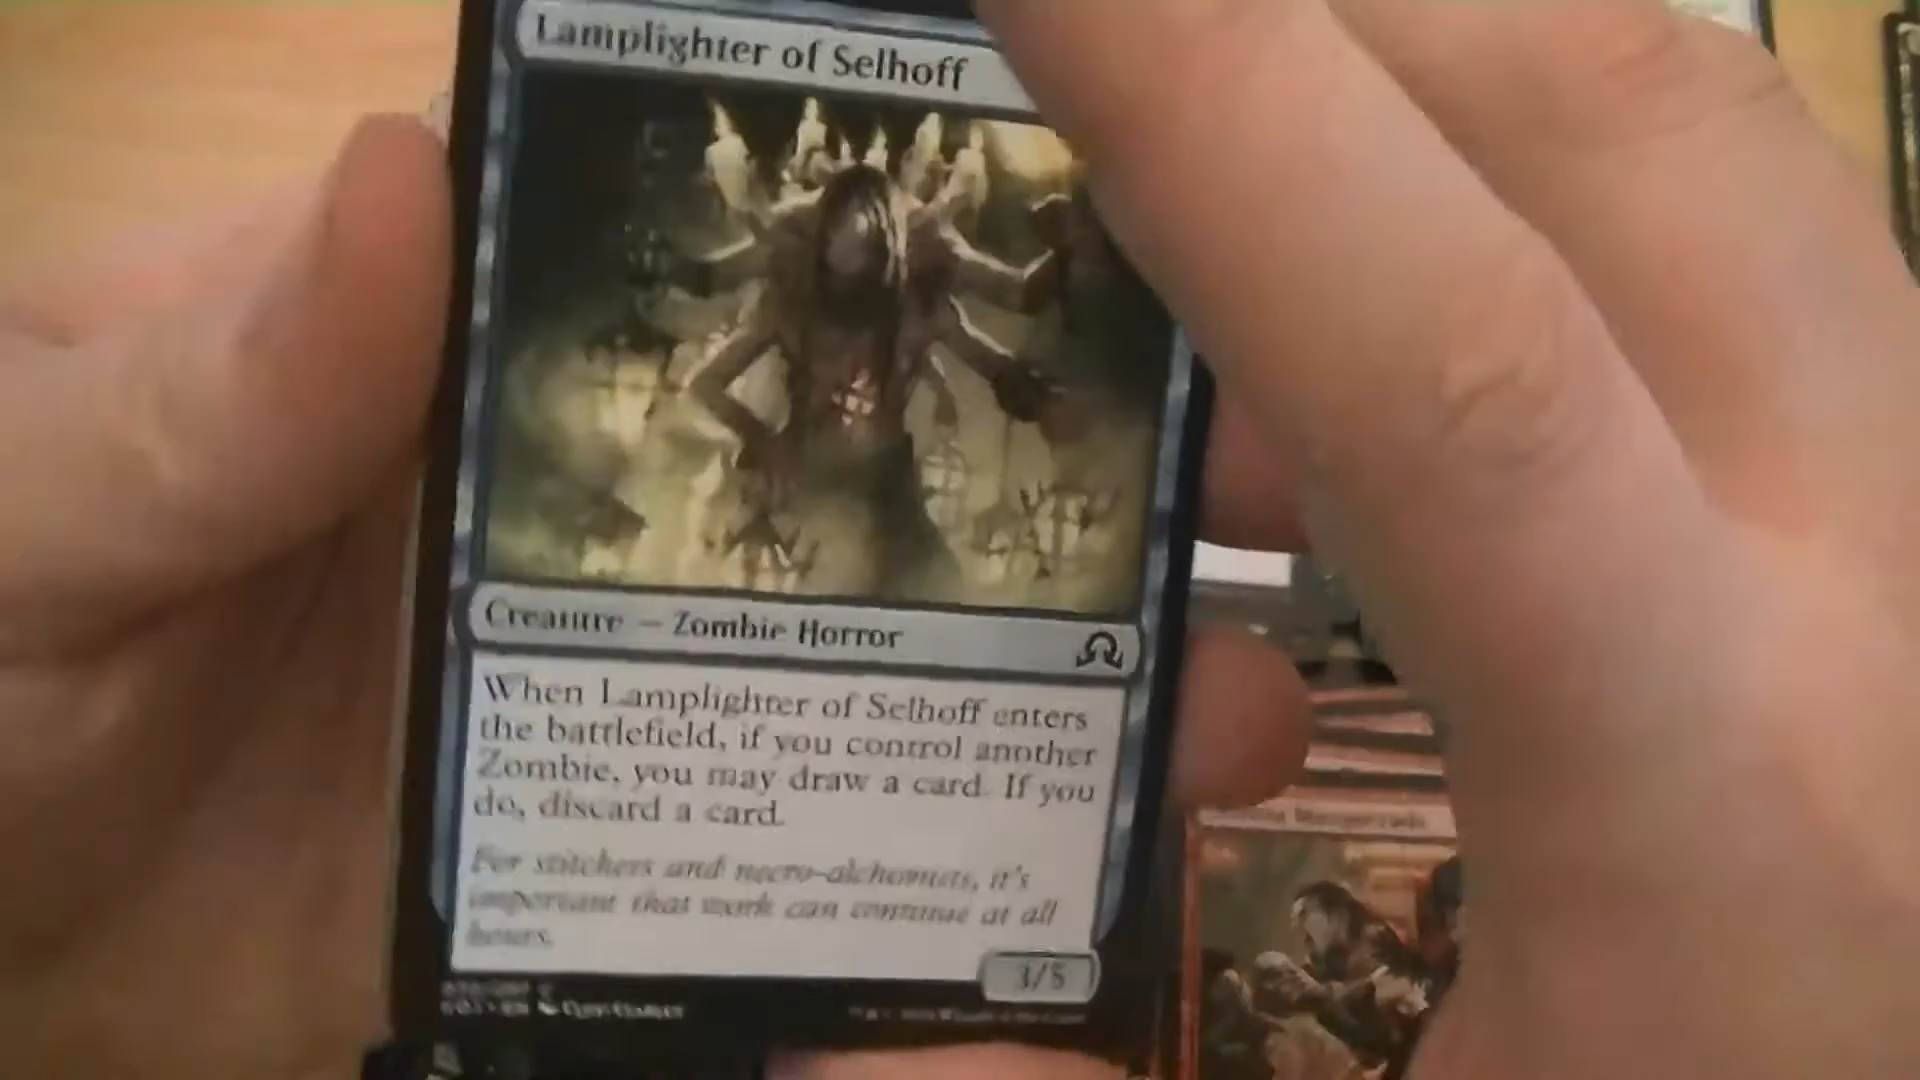 Lamplighter of Selhoff
Creature — Zombie Horror
When Lamplighter of Selhoff enters
the battlefield, if you control another
Zombie, you may draw a card. If you
do, discard a card.
For stitchers and necro-alchemists, it's
important that work can continue at all
hours.
3/5